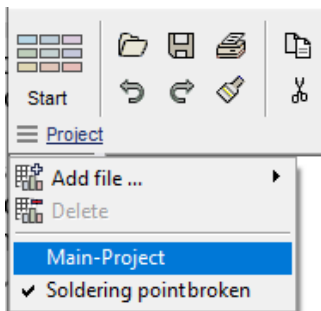 Start
Project
Add file ...
Delete
Main-Project
Soldering pointbroken